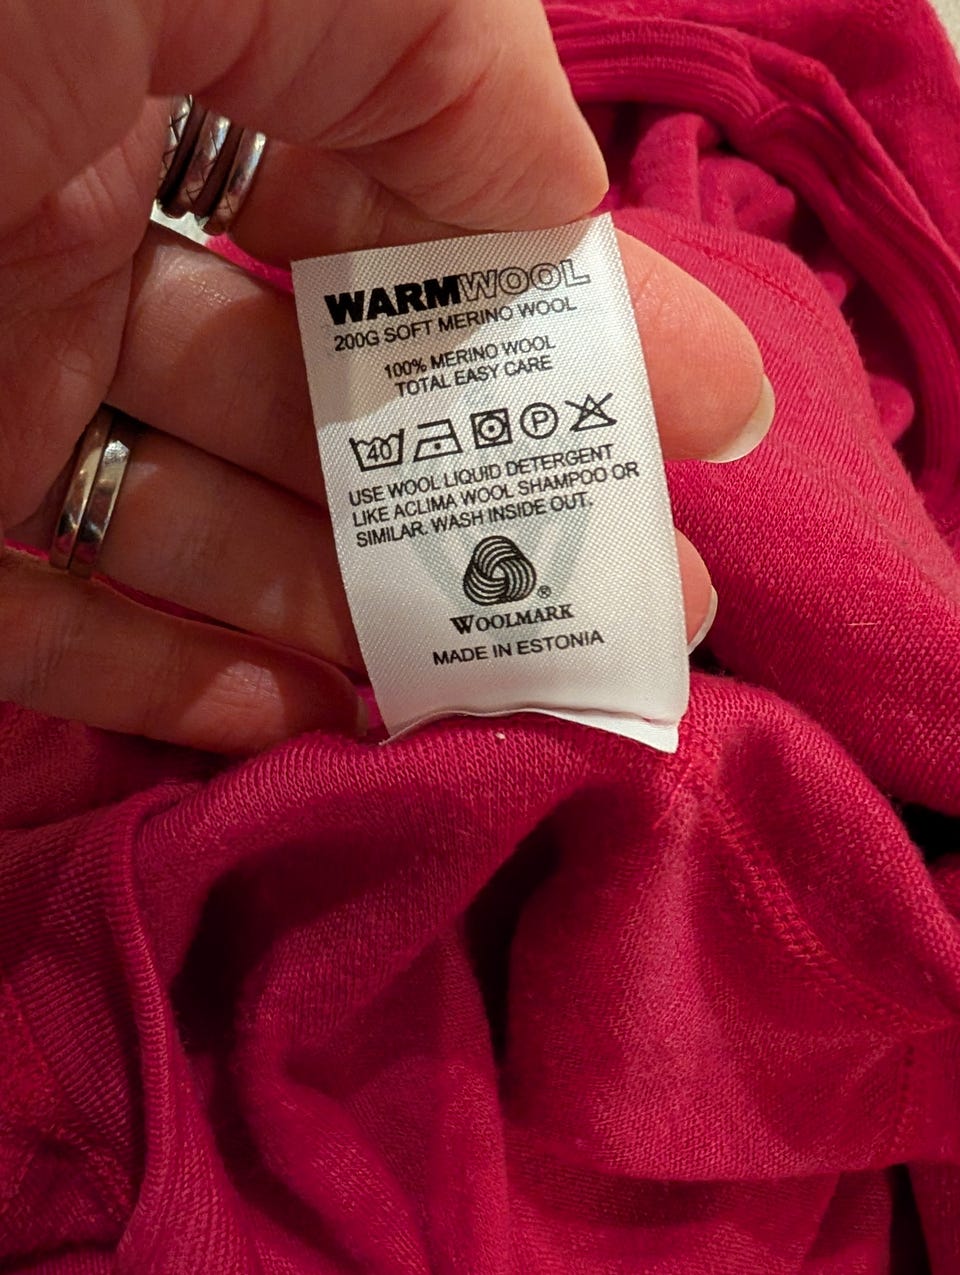 WARMWOOL
200G SOFT MERINO WOOL
100% MERINO WOOL
TOTAL EASY CARE
40 P
USE WOOL LIQUID DETERGENT
LIKE ACLIMA WOOL SHAMPOO OR
SIMILAR. WASH INSIDE OUT.
®
WOOLMARK
MADE IN ESTONIA